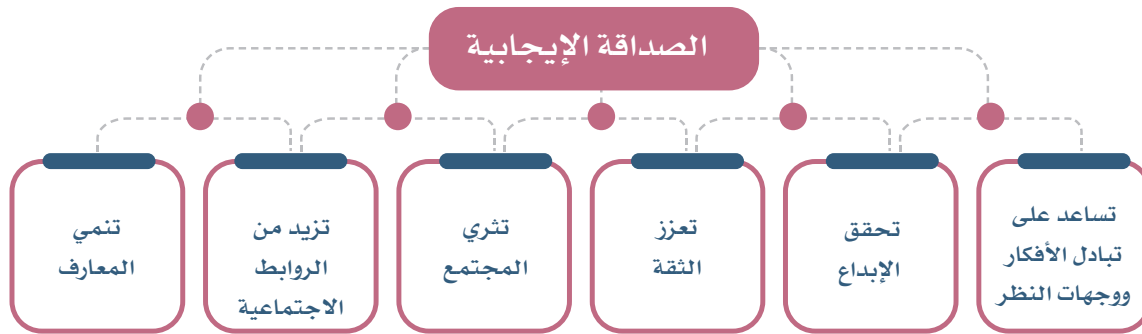 الصداقة الإيجابية
تساعد على
تبادل الأفكار
ووجهات النظر
تحقق
الإبداع
تعزز
الثقة
تثري
المجتمع
تزيد من
الروابط
الاجتماعية
تنمي
المعارف